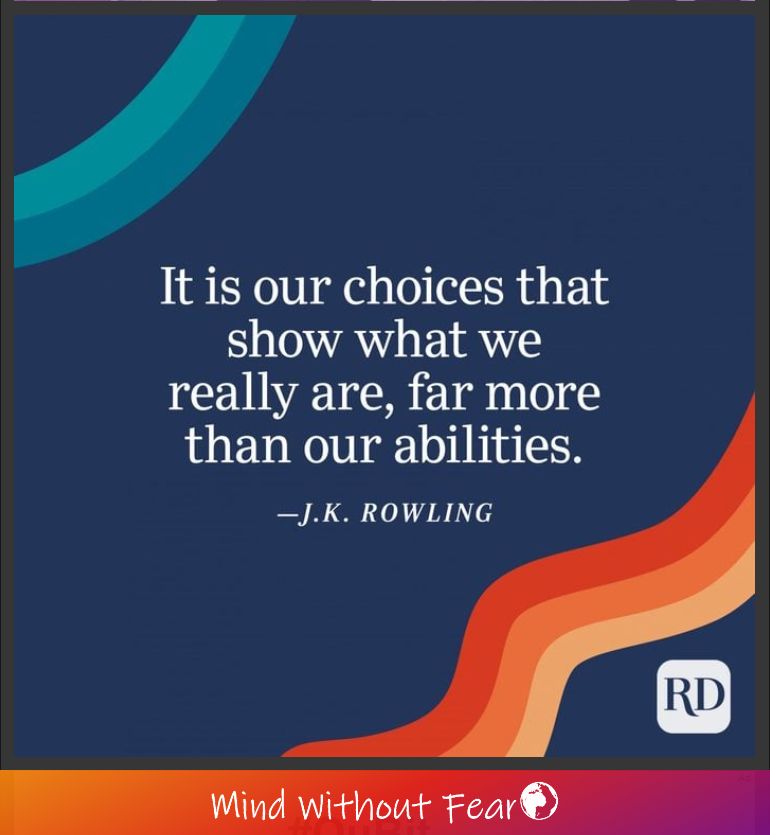 It is our choices that
show what we
really are, far more
than our abilities.
—J.K. ROWLING
RD
Mind Without Fear